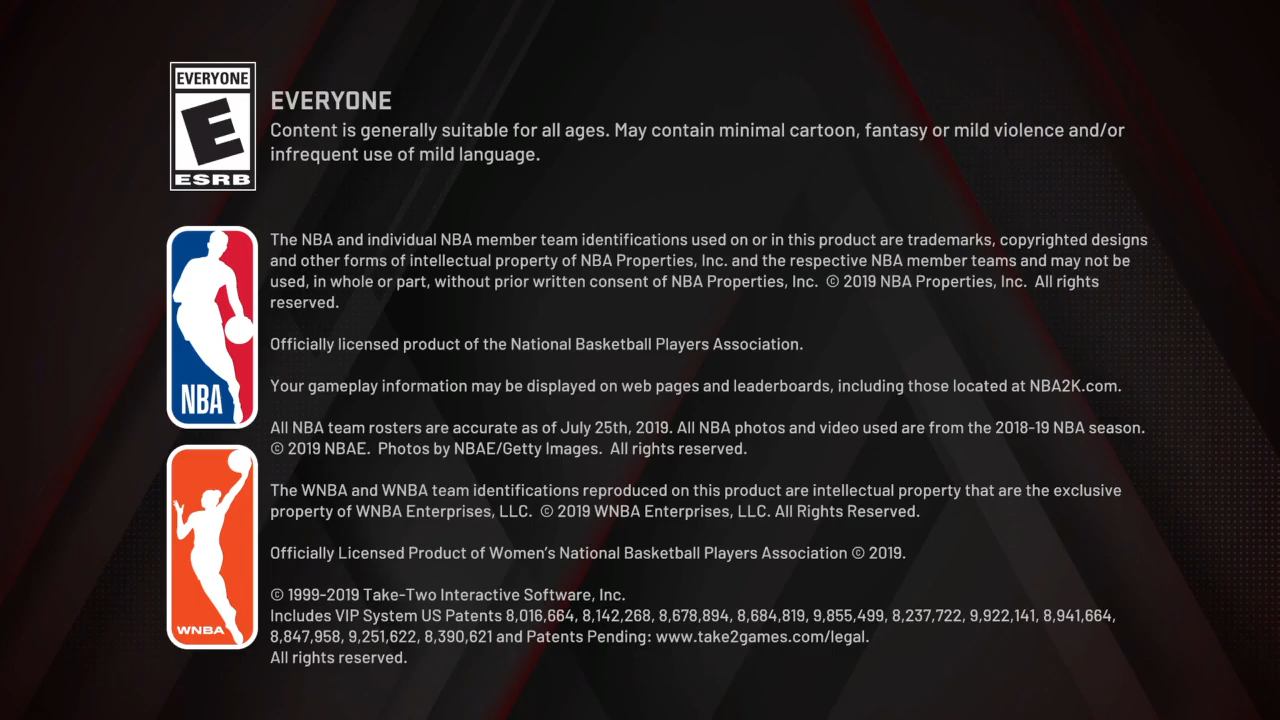 EVERYONE
E
ESRB
EVERYONE
Content is generally suitable for all ages. May contain minimal cartoon, fantasy or mild violence and/or
infrequent use of mild language.
The NBA and individual NBA member team identifications used on or in this product are trademarks, copyrighted designs
and other forms of intellectual property of NBA Properties, Inc. and the respective NBA member teams and may not be
used, in whole or part, without prior written consent of NBA Properties, Inc.  © 2019 NBA Properties, Inc.  All rights
reserved.
Officially licensed product of the National Basketball Players Association.
Your gameplay information may be displayed on web pages and leaderboards, including those located at NBA2K.com.
NBA
All NBA team rosters are accurate as of July 25th, 2019. All NBA photos and video used are from the 2018-19 NBA season.
© 2019 NBAE.  Photos by NBAE/Getty Images.  All rights reserved.
The WNBA and WNBA team identifications reproduced on this product are intellectual property that are the exclusive
property of WNBA Enterprises, LLC.  © 2019 WNBA Enterprises, LLC. All Rights Reserved.
Officially Licensed Product of Women's National Basketball Players Association © 2019.
© 1999-2019 Take-Two Interactive Software, Inc.
Includes VIP System US Patents 8,016,664, 8,142,268, 8,678,894, 8,684,819, 9,855,499, 8,237,722, 9,922,141, 8,941,664,
WNBA
8,847,958, 9,251,622, 8,390,621 and Patents Pending: www.take2games.com/legal.
All rights reserved.